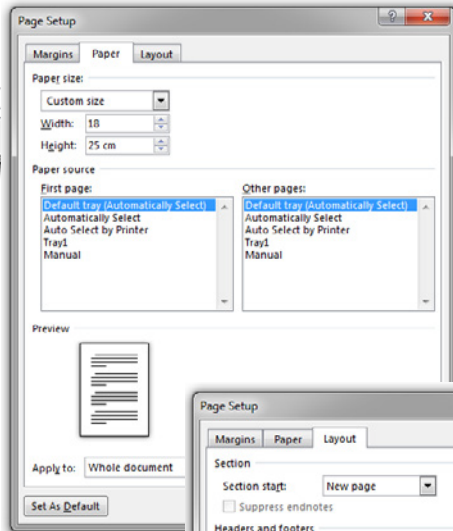 Page Setup
Margins Paper Layout
Paper size:
Custom size
Width: 18
Height: 25 cm
Paper source
First page: Other pages:
Default tray (Automatically Select) Default tray (Automatically Select)
Automatically Select Automatically Select
Auto Select by Printer Auto Select by Printer
Tray1 Tray1
Manual Manual
Preview
Apply to: Whole document
Set As Default
Page Setup
Margins Paper Layout
Section
Section start: New page
Suppress endnotes
Headers and footers